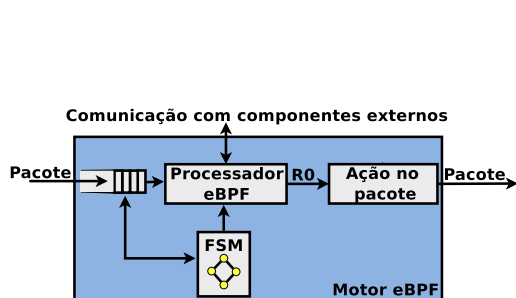 Comunicação com componentes externos
Pacote
Processador
eBPF
R0
Ação no
pacote
Pacote
FSM
Motor eBPF